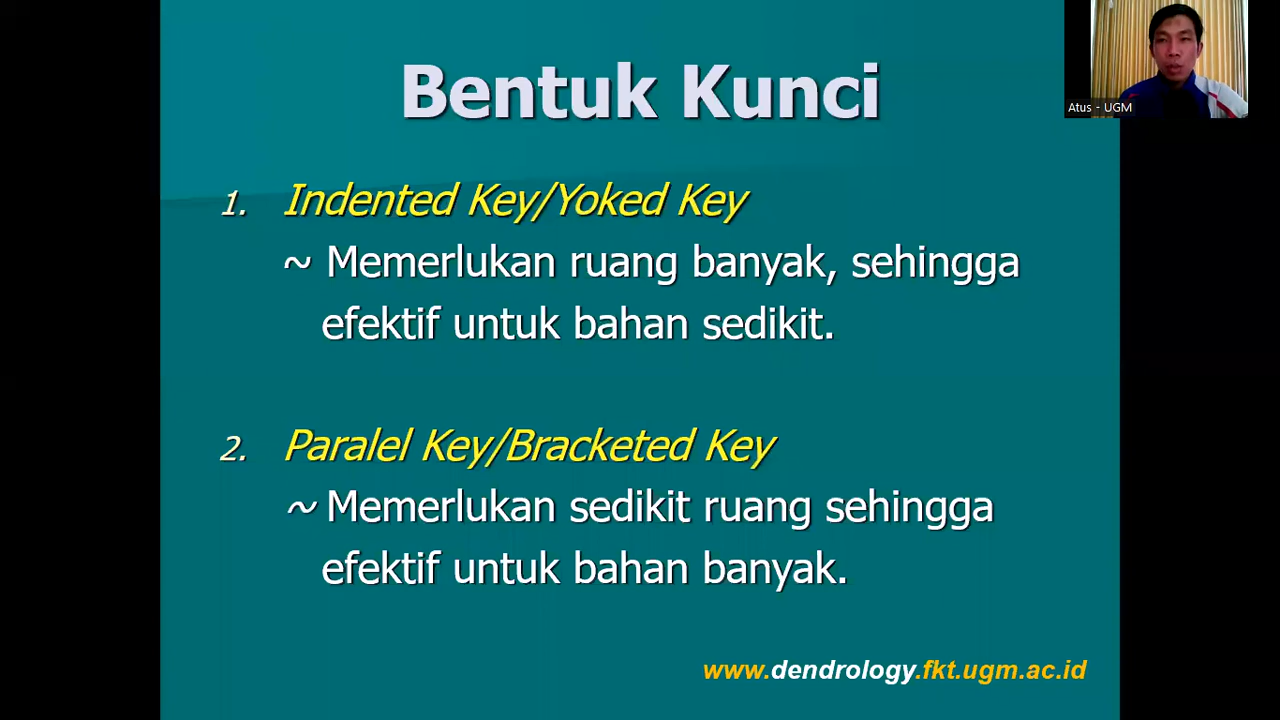 Bentuk Kunci
Atus - UGM
1. Indented Key/Yoked Key
~ Memerlukan ruang banyak, sehingga
efektif untuk bahan sedikit.
2. Paralel Key/Bracketed Key
~ Memerlukan sedikit ruang sehingga
efektif untuk bahan banyak.
www.dendrology.fkt.ugm.ac.id